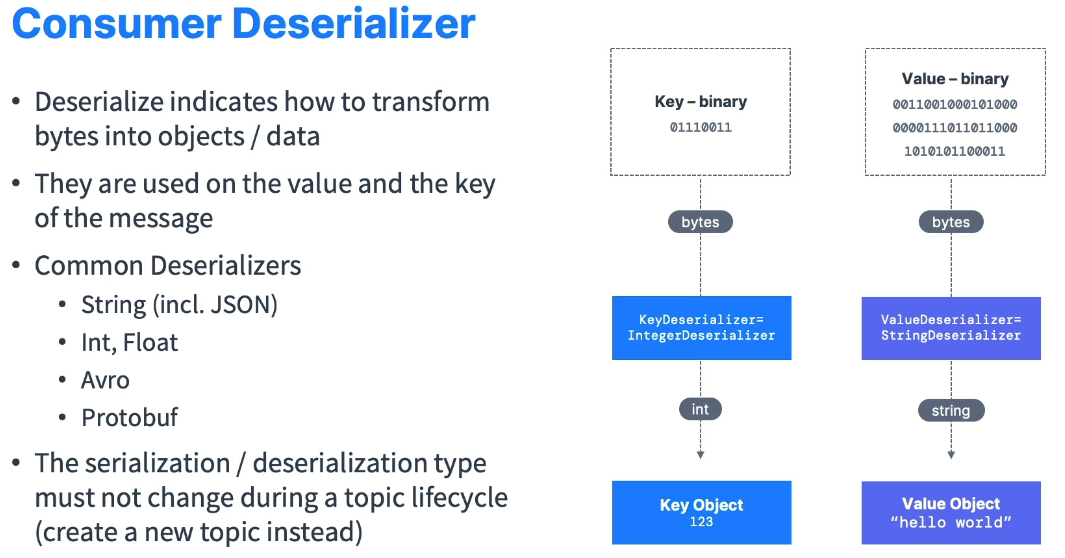 Consumer Deserializer
• Deserialize indicates how to transform
bytes into objects / data
• They are used on the value and the key
of the message
• Common Deserializers
• String (incl. JSON)
• Int, Float
• Avro
• Protobuf
• The serialization / deserialization type
must not change during a topic lifecycle
(create a new topic instead)
Key – binary
01110011
bytes
KeyDeserializer=
IntegerDeserializer
int
Key Object
123
Value – binary
0011001000101000
0000111011011000
1010101100011
bytes
ValueDeserializer=
StringDeserializer
string
Value Object
“hello world”